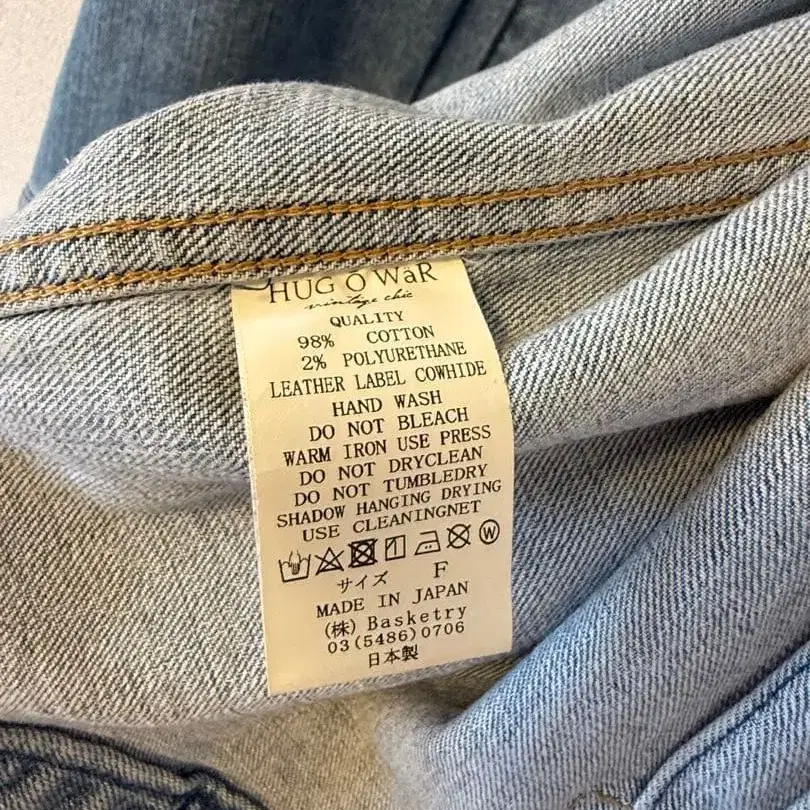 HUG Ō WäR
vintage chic
QUALITY
98% COTTON
2% POLYURETHANE
LEATHER LABEL COWHIDE
HAND WASH
DO NOT BLEACH
WARM IRON USE PRESS
DO NOT DRYCLEAN
DO NOT TUMBLEDRY
SHADOW HANGING DRYING
USE CLEANINGNET
W
サイズ F
MADE IN JAPAN
(株) Basketry
03(5486)0706
日本製